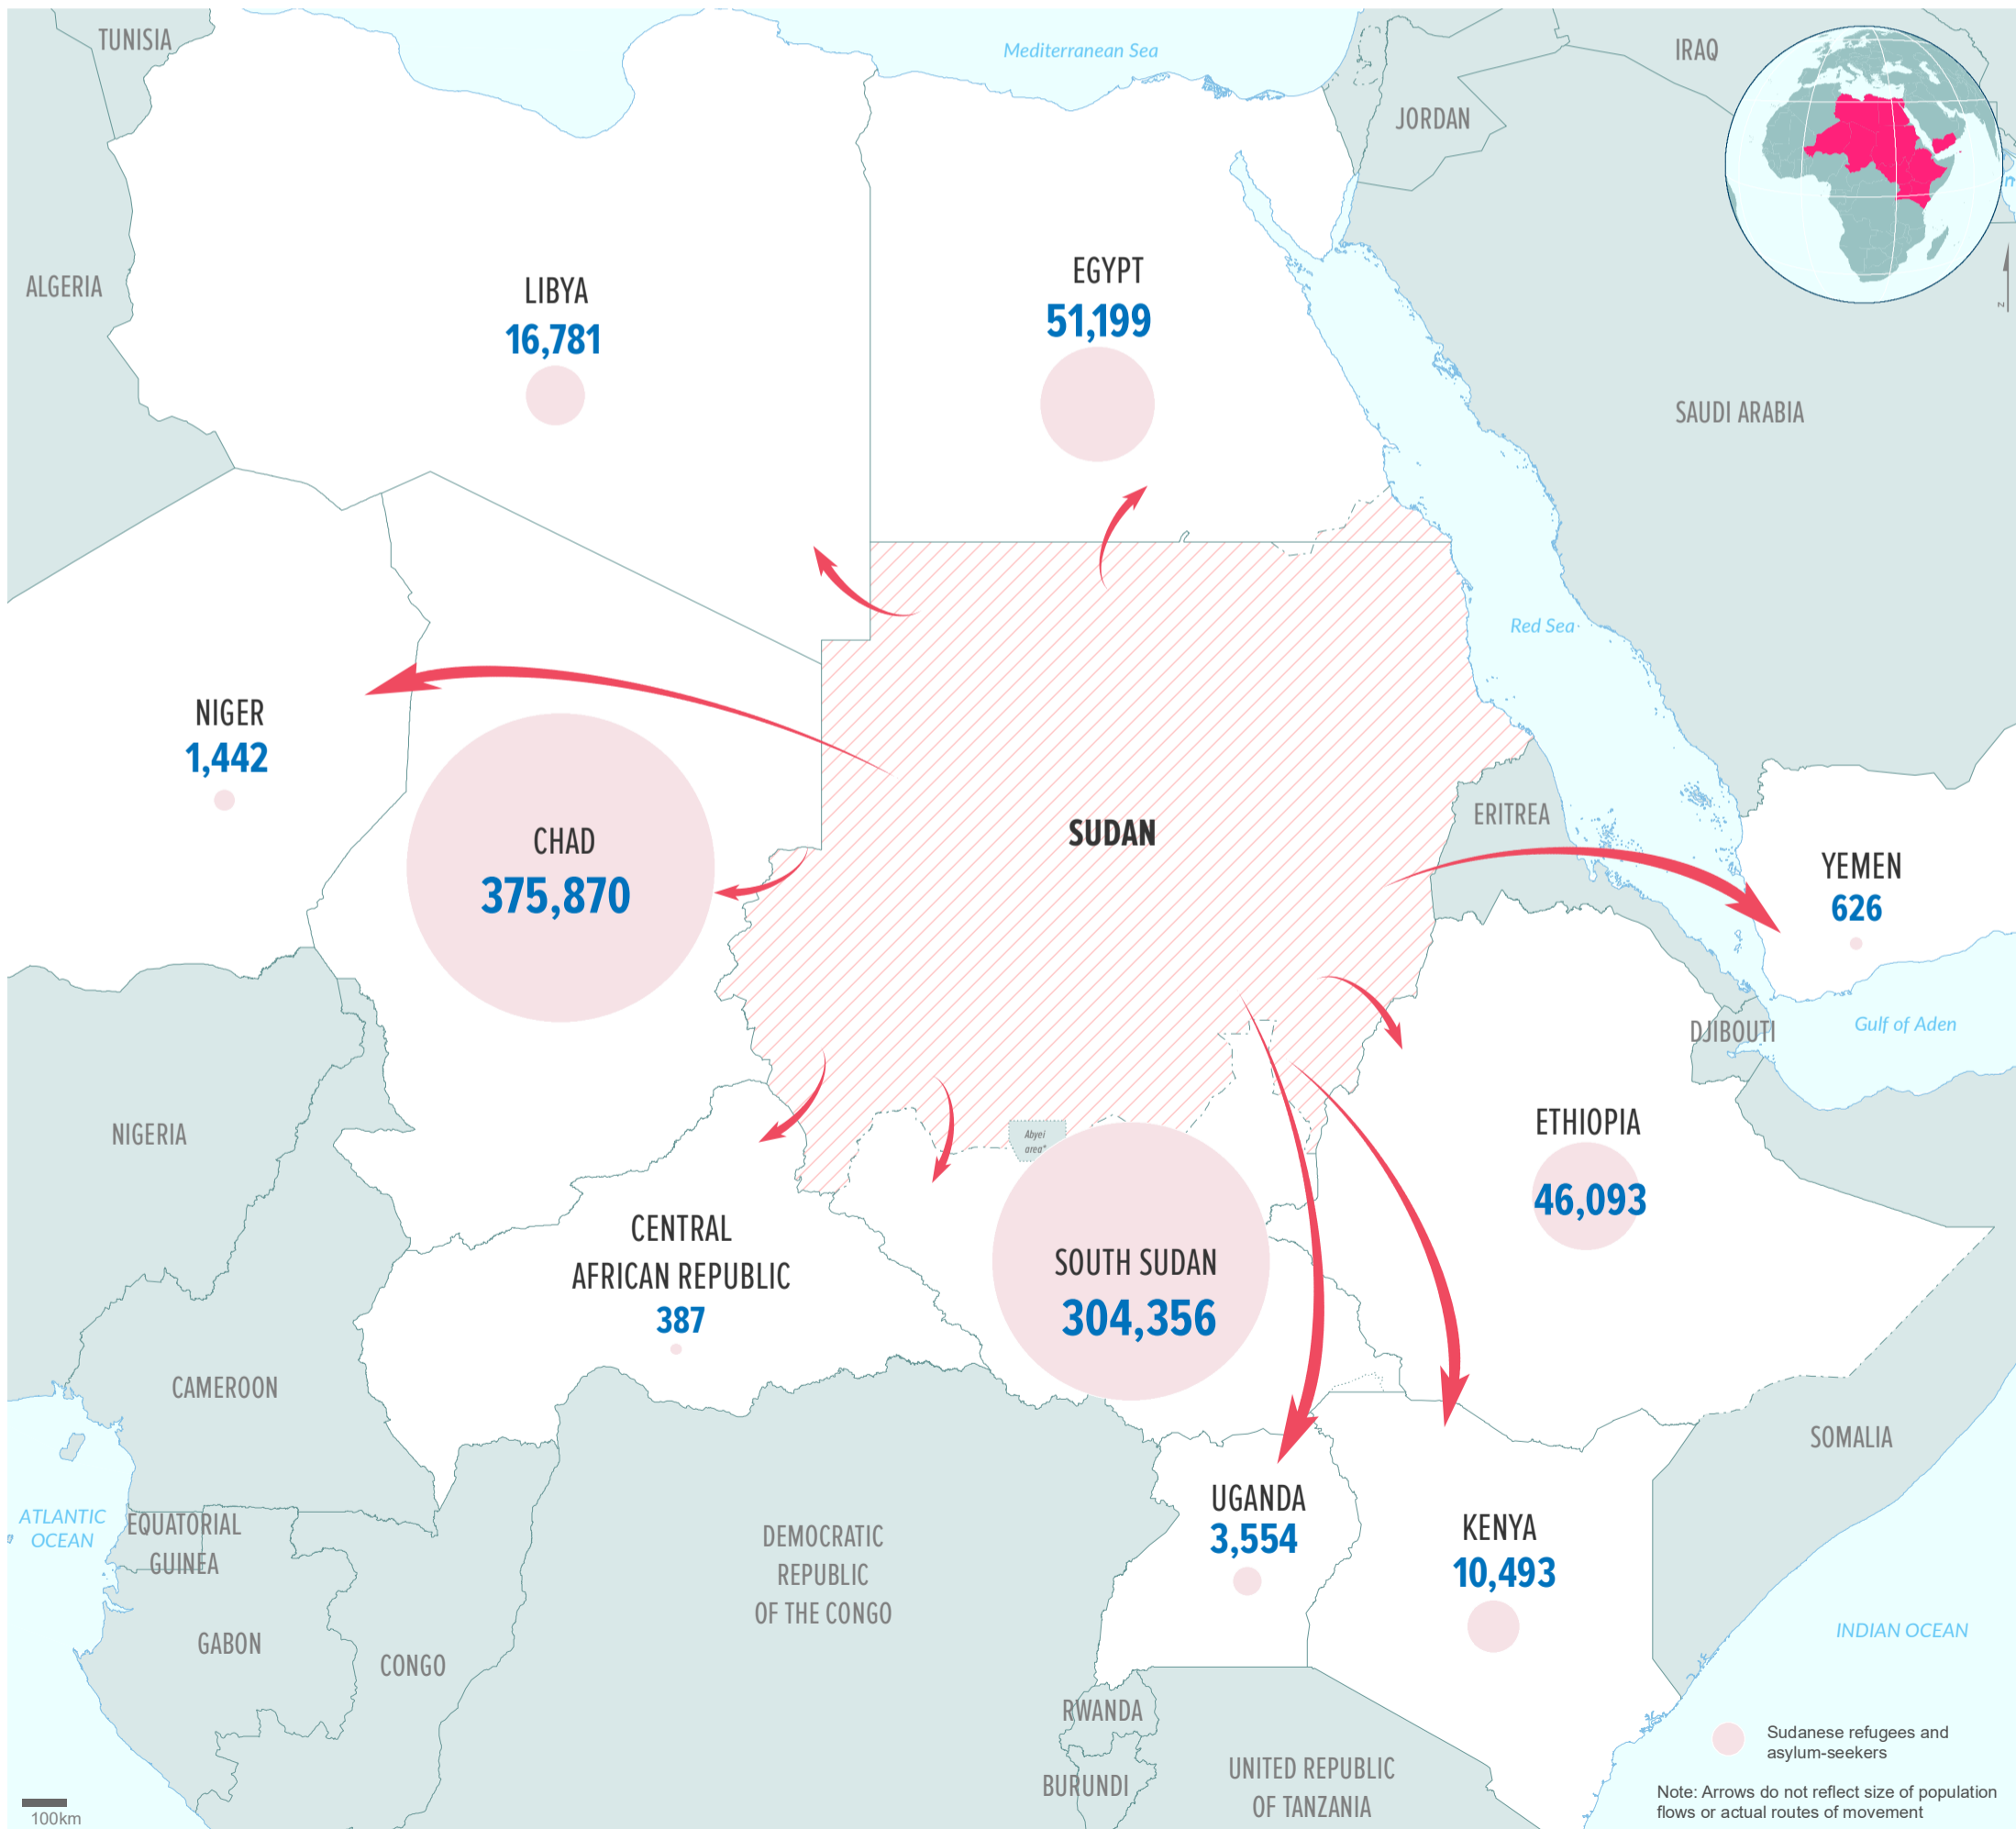 TUNISIA
Mediterranean Sea
IRAQ
JORDAN
ALGERIA
LIBYA
16,781
EGYPT
51,199
SAUDI ARABIA
N
Red Sea
NIGER
1,442
CHAD
375,870
SUDAN
ERITREA
YEMEN
626
DJIBOUTI
Gulf of Aden
NIGERIA
Abyei
area*
ETHIOPIA
46,093
CENTRAL
AFRICAN REPUBLIC
387
SOUTH SUDAN
304,356
CAMEROON
SOMALIA
ATLANTIC
OCEAN
EQUATORIAL
GUINEA
DEMOCRATIC
REPUBLIC
OF THE CONGO
UGANDA
3,554
KENYA
10,493
GABON
CONGO
INDIAN OCEAN
RWANDA
BURUNDI
UNITED REPUBLIC
OF TANZANIA
Sudanese refugees and
asylum-seekers
Note: Arrows do not reflect size of population
flows or actual routes of movement
100km